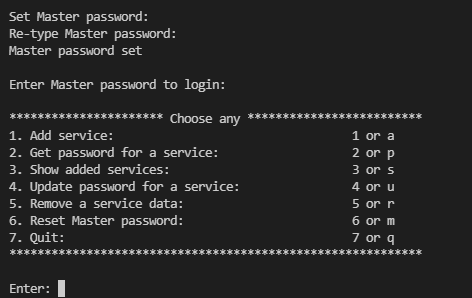 Set Master password:
Re-type Master password:
Master password set
Enter Master password to login:
********************** Choose any *************************
1. Add service: 1 or a
2. Get password for a service: 2 or p
3. Show added services: 3 or s
4. Update password for a service: 4 or u
5. Remove a service data: 5 or r
6. Reset Master password: 6 or m
7. Quit: 7 or q
***********************************************************
Enter: